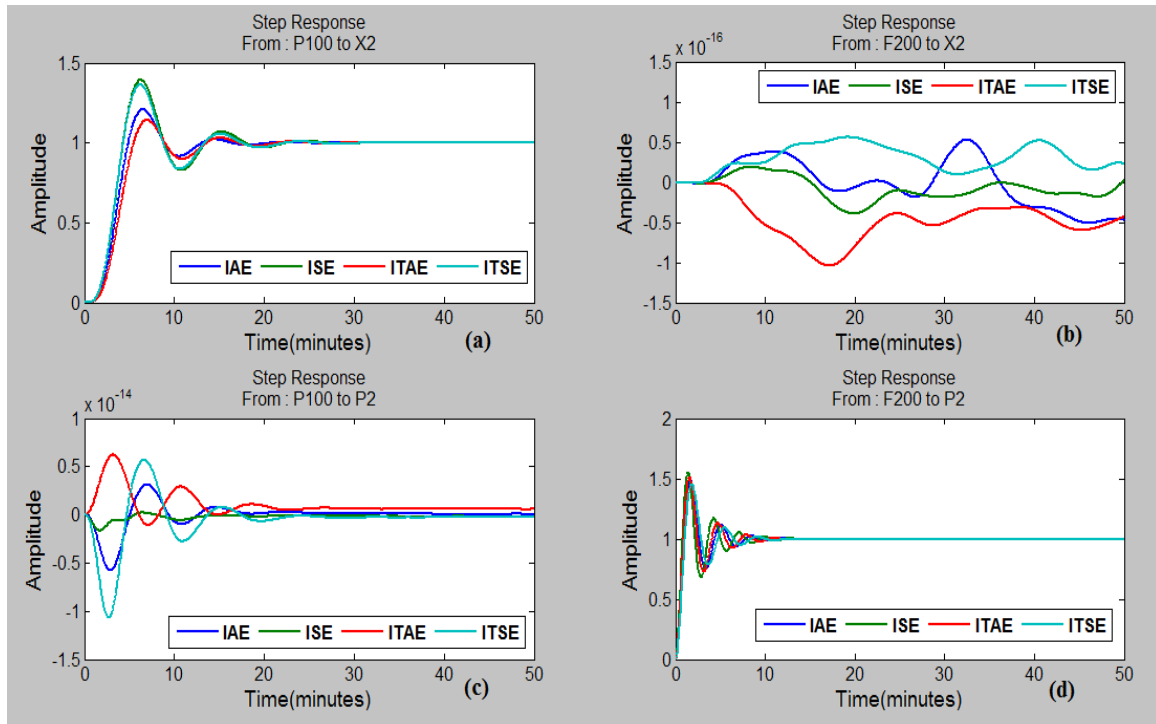 Step Response
From : P100 to X2
1.5
1
0.5
0
Amplitude
IAE ISE ITAE ITSE
0 10 20 30 40 50
Time(minutes)
(a)
Step Response
From : F200 to X2
x 10-16
1.5
1
0.5
0
-0.5
-1
-1.5
Amplitude
IAE ISE ITAE ITSE
0 10 20 30 40 50
Time(minutes)
(b)
Step Response
From : P100 to P2
x 10-14
1
0.5
0
-0.5
-1
-1.5
Amplitude
IAE ISE ITAE ITSE
0 10 20 30 40 50
Time(minutes)
(c)
Step Response
From : F200 to P2
2
1.5
1
0.5
0
Amplitude
IAE ISE ITAE ITSE
0 10 20 30 40 50
Time(minutes)
(d)